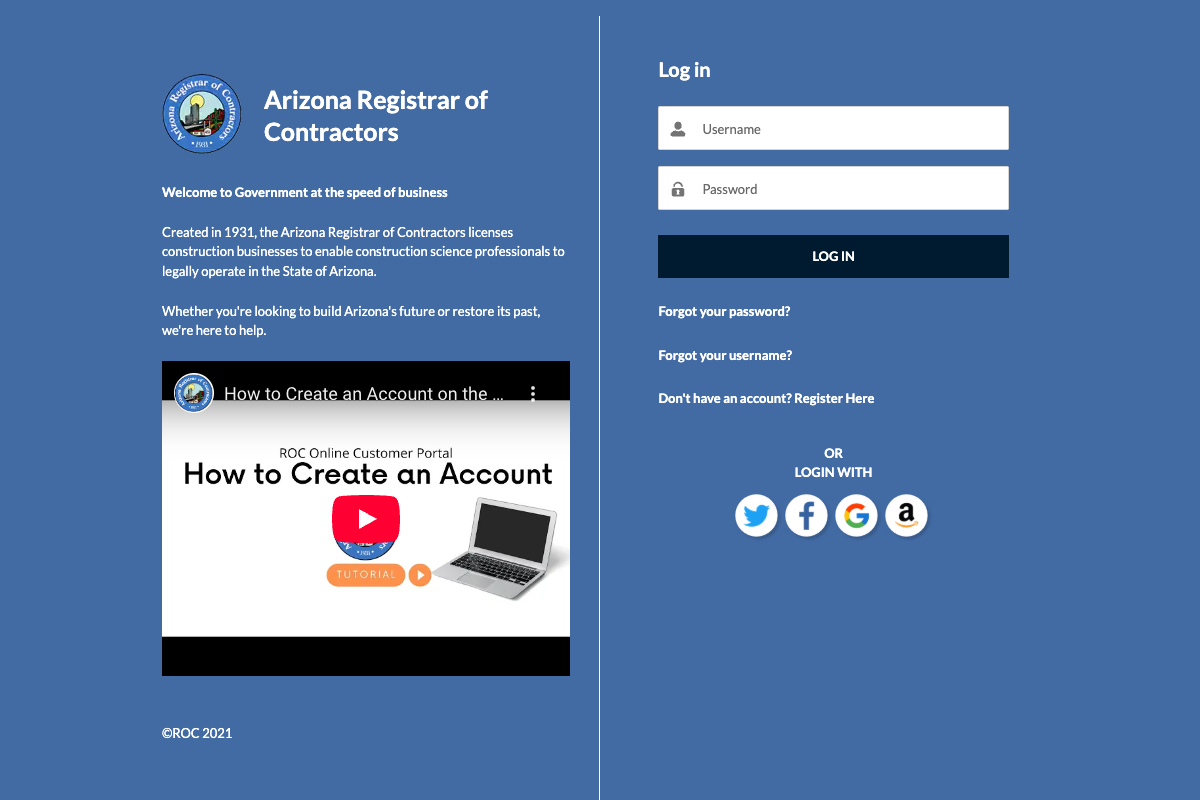 Arizona Registrar of Contractors
• 1931 •
Arizona Registrar of
Contractors
Welcome to Government at the speed of business
Created in 1931, the Arizona Registrar of Contractors licenses
construction businesses to enable construction science professionals to
legally operate in the State of Arizona.
Whether you're looking to build Arizona's future or restore its past,
we're here to help.
How to Create an Account on the ...
ROC Online Customer Portal
How to Create an Account
• 1931 •
TUTORIAL
©ROC 2021
Log in
Username
Password
LOG IN
Forgot your password?
Forgot your username?
Don't have an account? Register Here
OR
LOGIN WITH